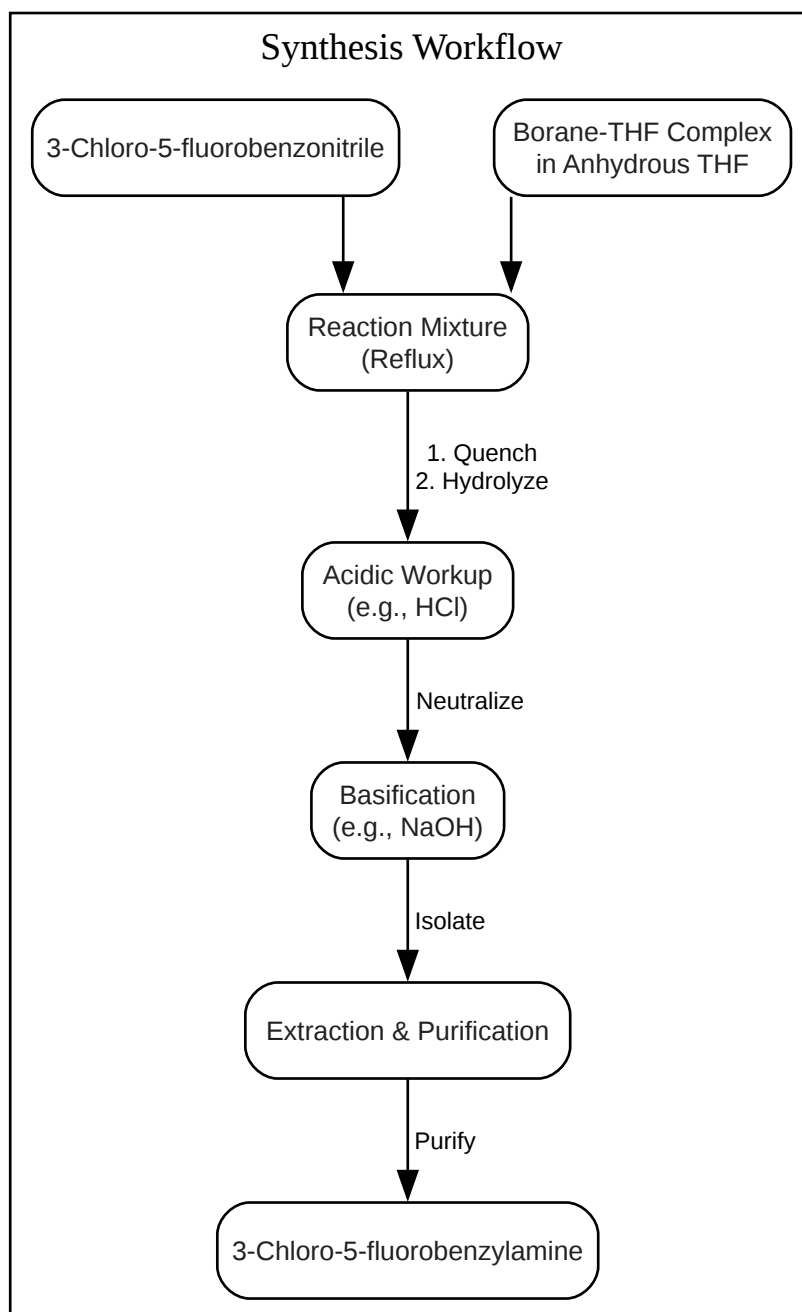 Synthesis Workflow
3-Chloro-5-fluorobenzonitrile
Borane-THF Complex
in Anhydrous THF
Reaction Mixture
(Reflux)
1. Quench
2. Hydrolyze
Acidic Workup
(e.g., HCl)
Neutralize
Basification
(e.g., NaOH)
Isolate
Extraction & Purification
Purify
3-Chloro-5-fluorobenzylamine